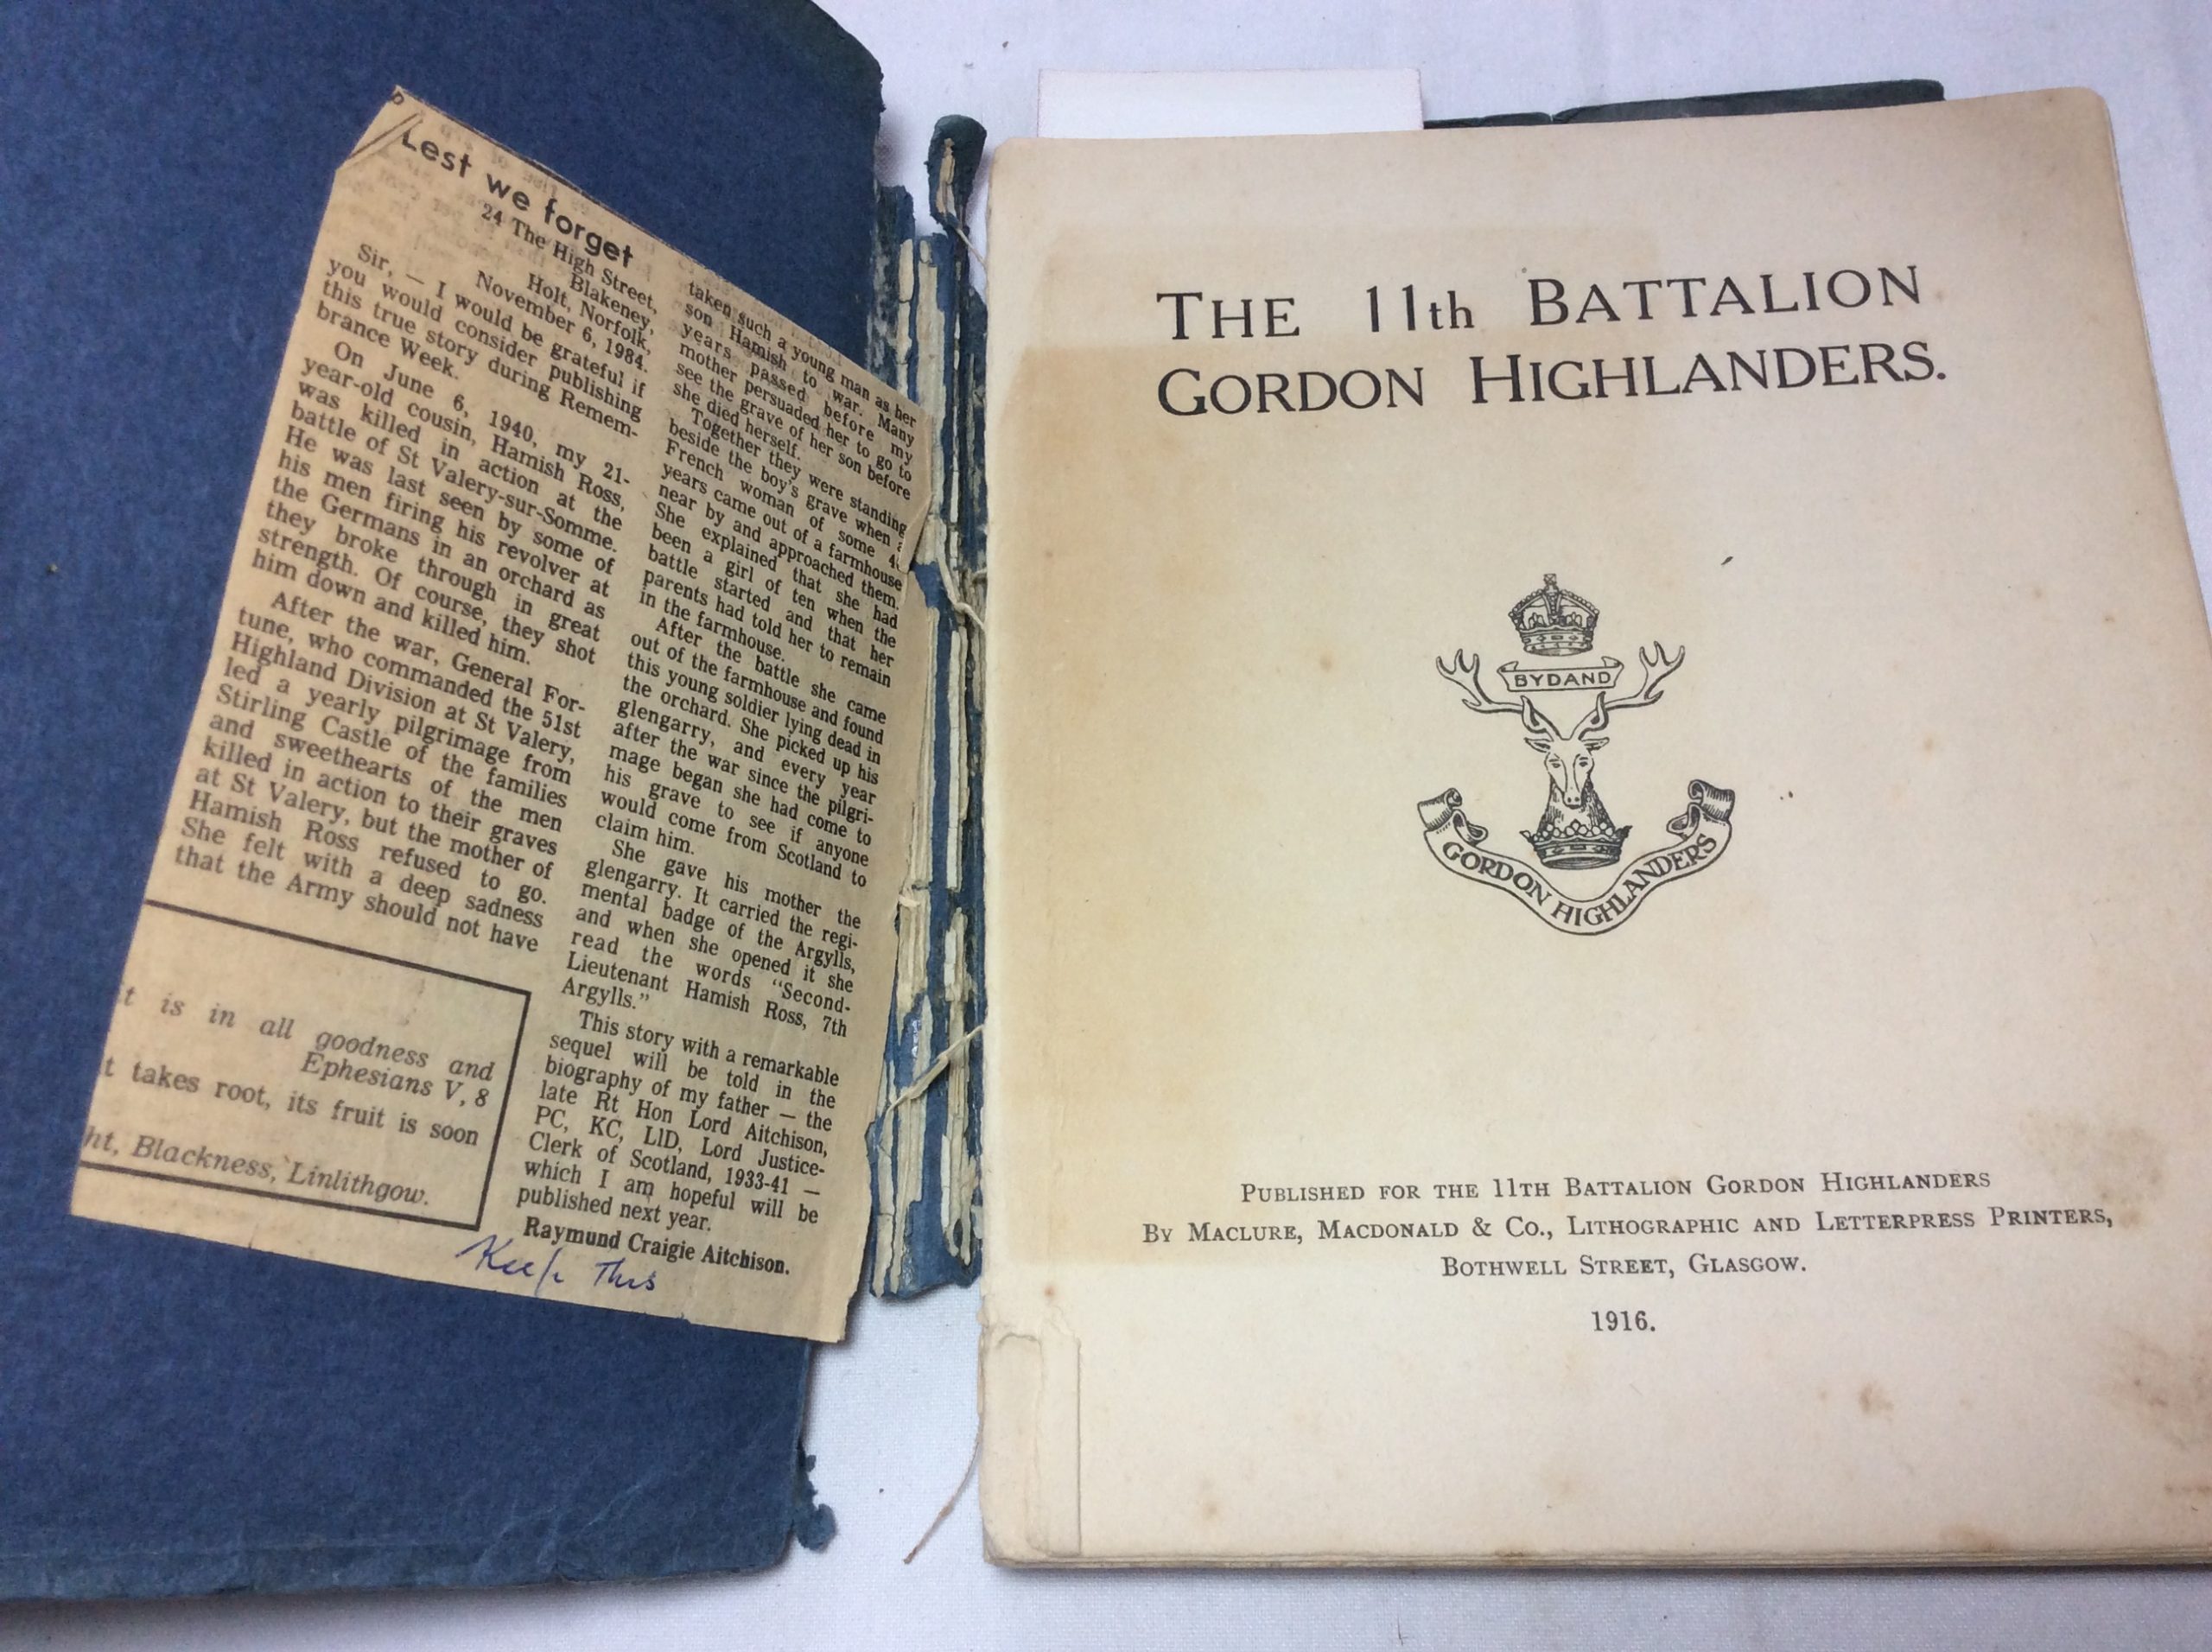 Lest we forget
24 The High Street,
Blakeney,
Holt, Norfolk,
November 6, 1984.
Sir, — I would be grateful if
you would consider publishing
this true story during Remem-
brance Week.
On June 6, 1940, my 21-
year-old cousin, Hamish Ross,
was killed in action at the
battle of St Valery-sur-Somme.
He was last seen by some of
his men firing his revolver at
the Germans in an orchard as
they broke through in great
strength. Of course, they shot
him down and killed him.
After the war, General For-
tune, who commanded the 51st
Highland Division at St Valery,
led a yearly pilgrimage from
Stirling Castle of the families
and sweethearts of the men
killed in action to their graves
at St Valery, but the mother of
Hamish Ross refused to go.
She felt with a deep sadness
that the Army should not have
taken such a young man as her
son Hamish to war. Many
years passed before my
mother persuaded her to go to
see the grave of her son before
she died herself.
Together they were standing
beside the boy's grave when a
French woman of some
years came out of a farmhouse
near by and approached them.
She explained that she had
been a girl of ten when the
battle started and that her
parents had told her to remain
in the farmhouse.
After the battle she came
out of the farmhouse and found
this young soldier lying dead in
the orchard. She picked up his
glengarry, and every year
after the war since the pilgri-
mage began she had come to
his grave to see if anyone
would come from Scotland to
claim him.
She gave his mother the
glengarry. It carried the regi-
mental badge of the Argylls,
and when she opened it she
read the words "Second-
Lieutenant Hamish Ross, 7th
Argylls."
This story with a remarkable
sequel will be told in the
biography of my father — the
late Rt Hon Lord Aitchison,
PC, KC, LlD, Lord Justice-
Clerk of Scotland, 1933-41 —
which I am hopeful will be
published next year.
Raymund Craigie Aitchison.
Keep This
t is in all goodness and
Ephesians V, 8
t takes root, its fruit is soon
ht, Blackness, Linlithgow.
THE 11th BATTALION
GORDON HIGHLANDERS.
BYDAND
GORDON HIGHLANDERS
PUBLISHED FOR THE 11TH BATTALION GORDON HIGHLANDERS
BY MACLURE, MACDONALD & CO., LITHOGRAPHIC AND LETTERPRESS PRINTERS,
BOTHWELL STREET, GLASGOW.
1916.